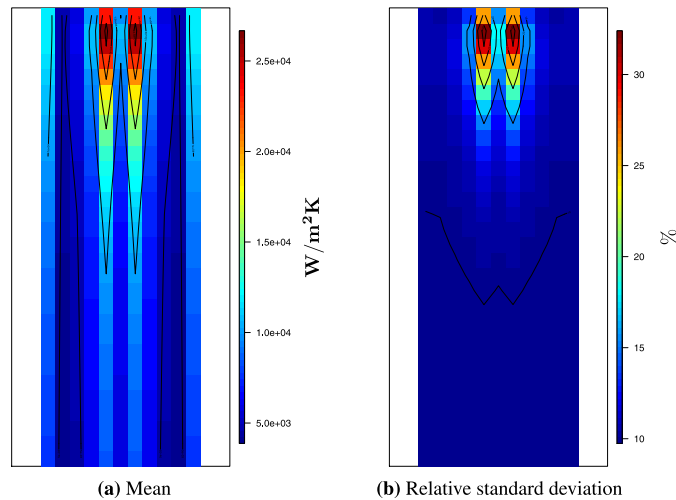 2.5e+04
2.0e+04
1.5e+04
1.0e+04
5.0e+03
W/m²K
30
25
20
15
10
%
(a) Mean
(b) Relative standard deviation